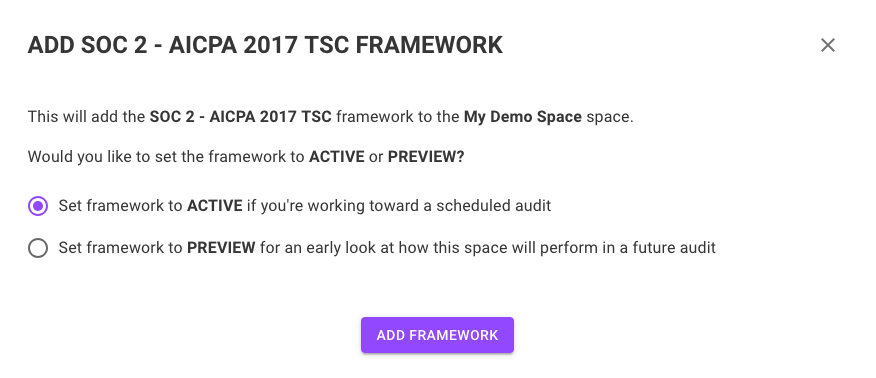 ADD SOC 2 - AICPA 2017 TSC FRAMEWORK
This will add the SOC 2 - AICPA 2017 TSC framework to the My Demo Space space.
Would you like to set the framework to ACTIVE or PREVIEW?
Set framework to ACTIVE if you're working toward a scheduled audit
Set framework to PREVIEW for an early look at how this space will perform in a future audit
ADD FRAMEWORK